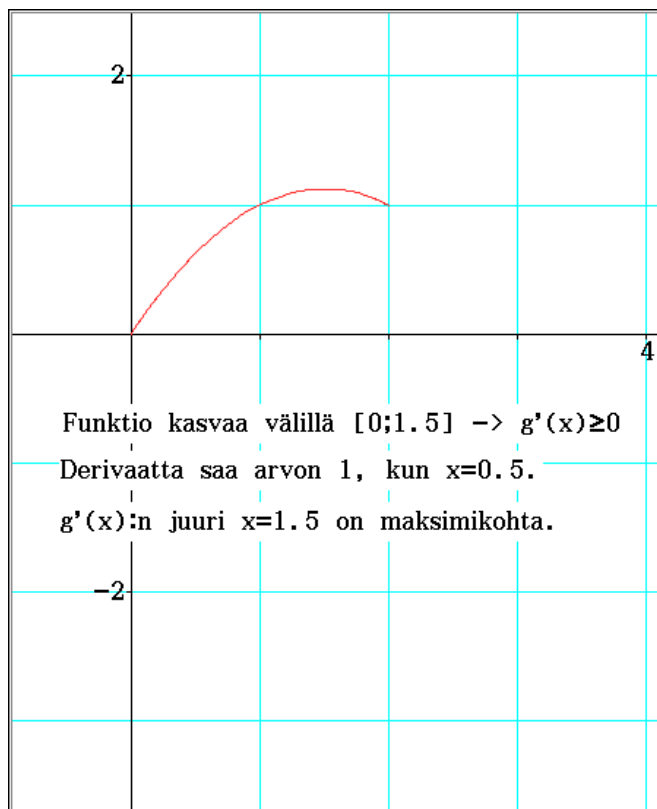 2
4
Funktio kasvaa välillä [0;1.5] -> g'(x)≥0
Derivaatta saa arvon 1, kun x=0.5.
g'(x):n juuri x=1.5 on maksimikohta.
-2